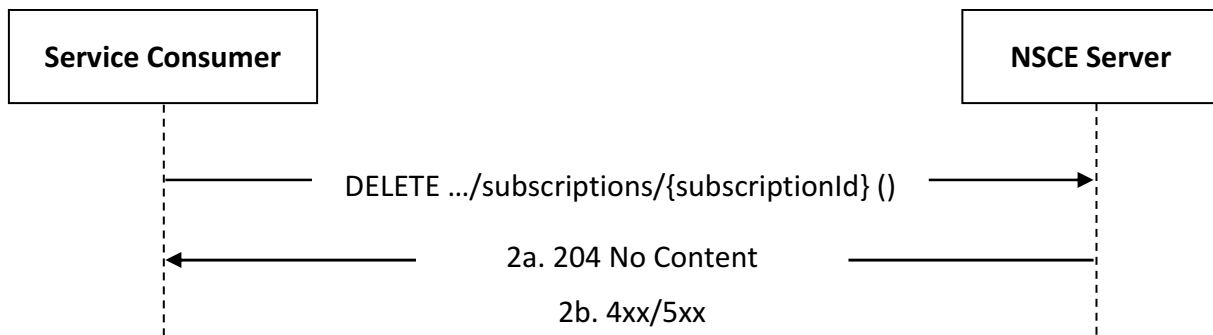 Service Consumer
NSCE Server
DELETE …/subscriptions/{subscriptionId} ()
2a. 204 No Content
2b. 4xx/5xx